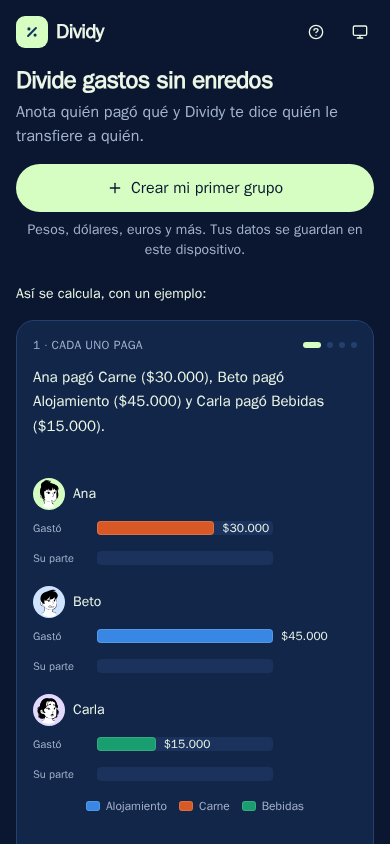 Dividy
Divide gastos sin enredos
Anota quién pagó qué y Dividy te dice quién le
transfiere a quién.
+ Crear mi primer grupo
Pesos, dólares, euros y más. Tus datos se guardan en
este dispositivo.
Así se calcula, con un ejemplo:
1 · CADA UNO PAGA
Ana pagó Carne ($30.000), Beto pagó
Alojamiento ($45.000) y Carla pagó Bebidas
($15.000).
Ana
Gastó $30.000
Su parte
Beto
Gastó $45.000
Su parte
Carla
Gastó $15.000
Su parte
Alojamiento Carne Bebidas